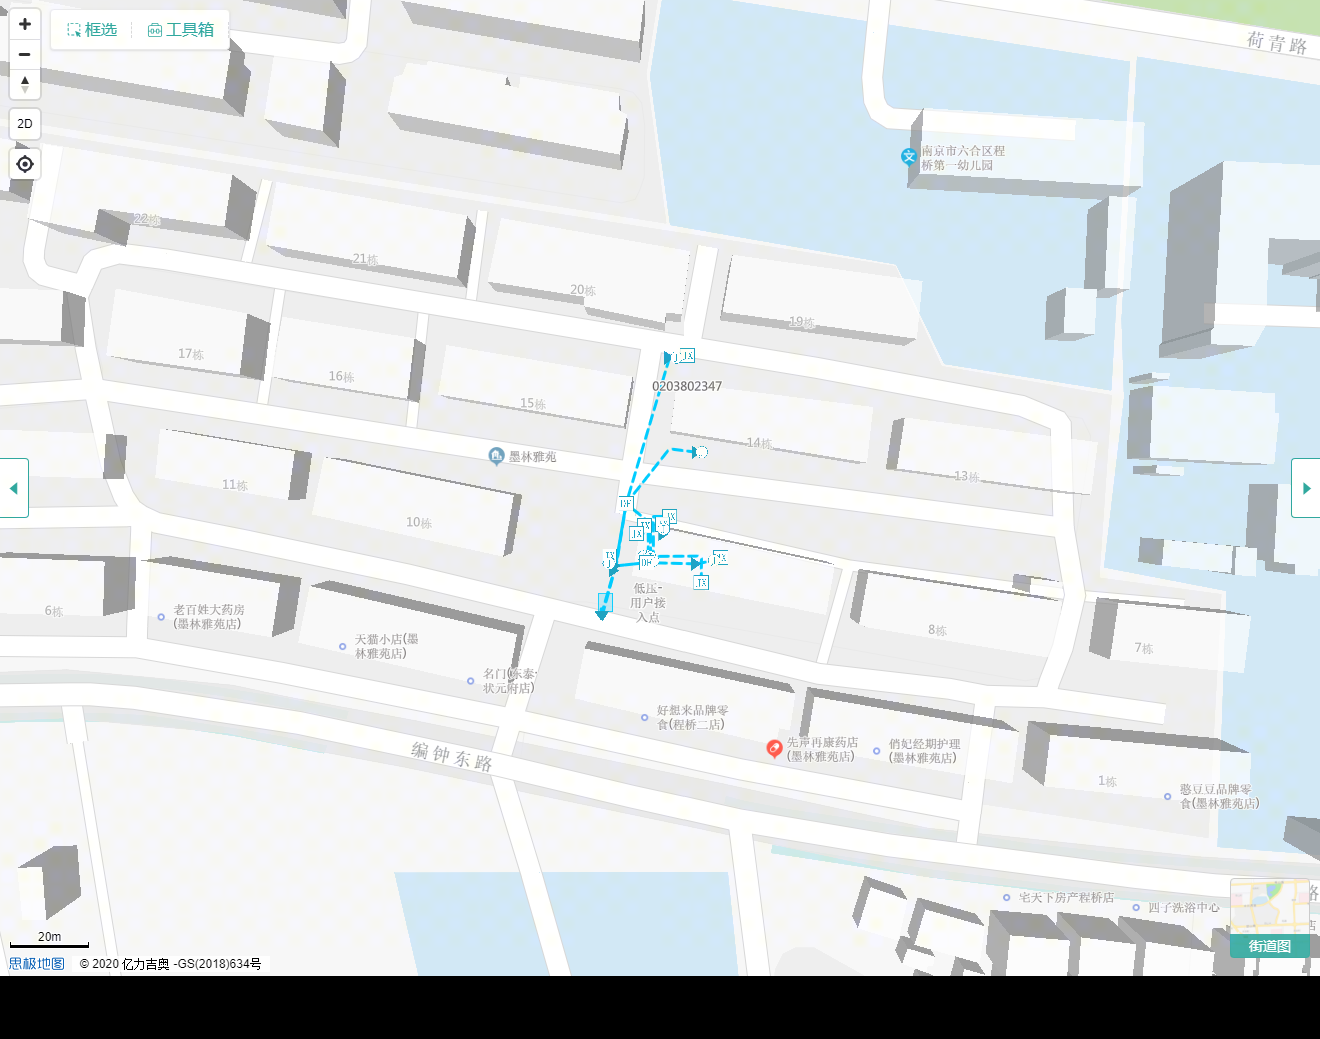 框选
工具箱
2D
荷青路
南京市六合区程
桥第一幼儿园
22栋
21栋
20栋
19栋
17栋
16栋
15栋
0203802347
14栋
13栋
墨林雅苑
11栋
10栋
DF
JX
JX
JX
JX
DF
JX
JX
低压-
用户接
入点
6栋
老百姓大药房
(墨林雅苑店)
天猫小店(墨
林雅苑店)
名门(东泰·
状元府店)
8栋
7栋
好想来品牌零
食(程桥二店)
先声再康药店
(墨林雅苑店)
俏妃经期护理
(墨林雅苑店)
1栋
憨豆豆品牌零
食(墨林雅苑店)
编钟东路
宅天下房产程桥店
四子洗浴中心
路
店
街道图
20m
思极地图
© 2020 亿力吉奥 -GS(2018)634号